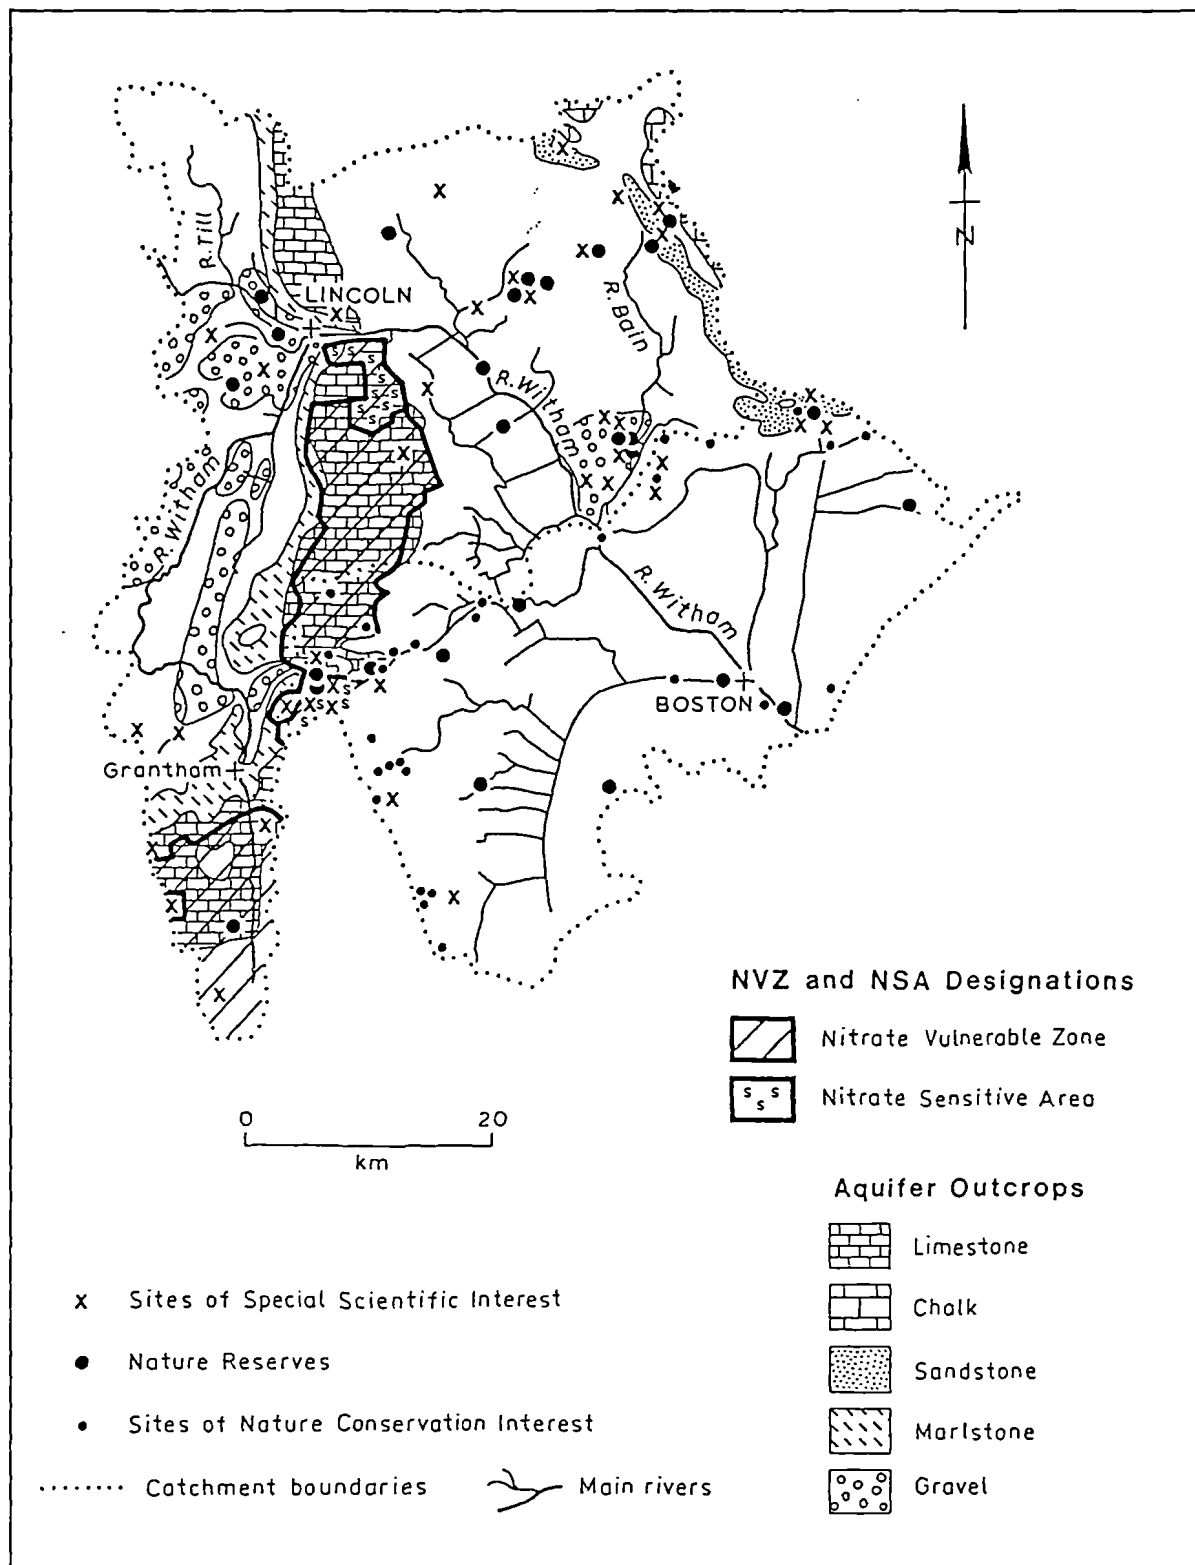 R. Till
LINCOLN
R. Bain
R. Witham
R. Witham
R. Witham
BOSTON
Grantham
N
NVZ and NSA Designations
Nitrate Vulnerable Zone
s s s
Nitrate Sensitive Area
0 20
km
Aquifer Outcrops
Limestone
Chalk
Sandstone
Marlstone
Gravel
x Sites of Special Scientific Interest
Nature Reserves
Sites of Nature Conservation Interest
Catchment boundaries
Main rivers